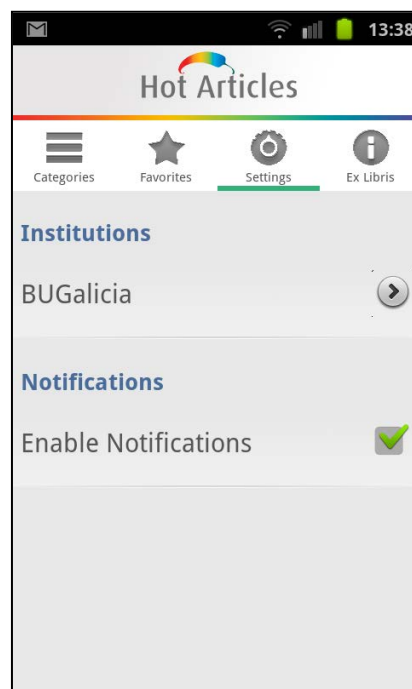 13:38
Hot Articles
Categories Favorites Settings Ex Libris
Institutions
BUGalicia
Notifications
Enable Notifications